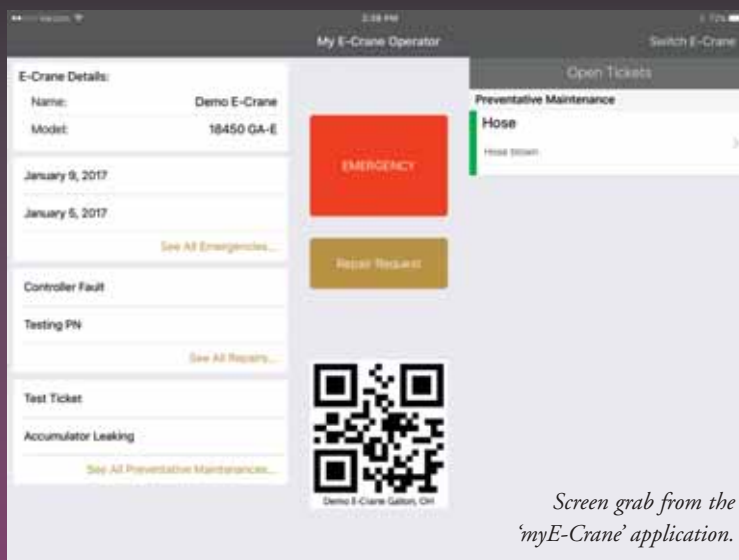 2:38 PM
My E-Crane Operator
Switch E-Crane
E-Crane Details:
Name: Demo E-Crane
Model: 18450 GA-E
January 9, 2017
January 5, 2017
See All Emergencies...
Controller Fault
Testing PN
See All Repairs...
Test Ticket
Accumulator Leaking
See All Preventative Maintenances...
EMERGENCY
Repair Request
Demo E-Crane Galion, OH
Open Tickets
Preventative Maintenance
Hose
Hose blown
Screen grab from the
'myE-Crane' application.